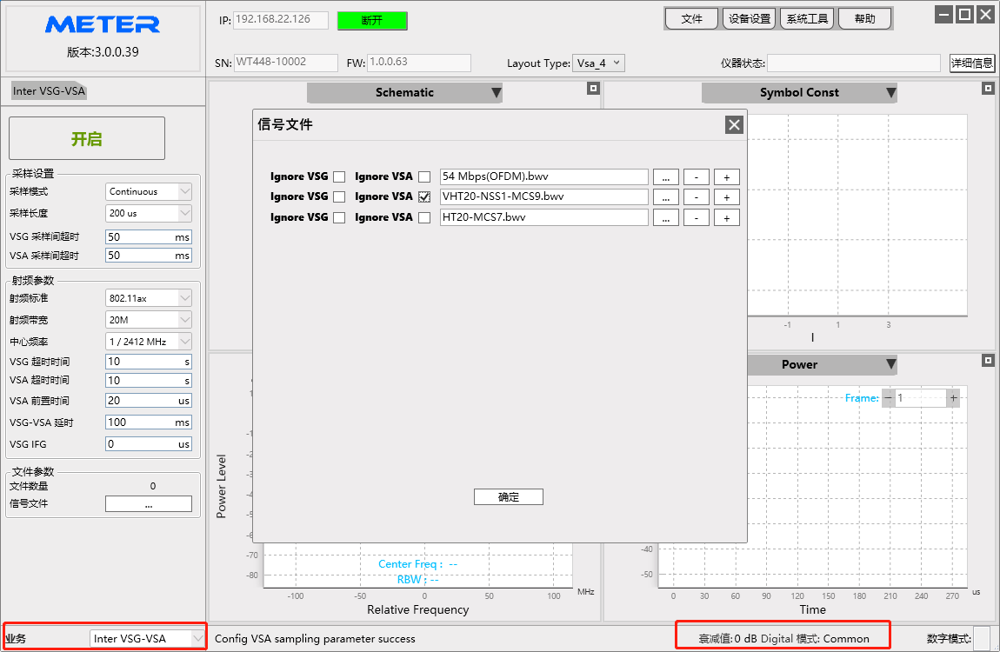 METER
版本:3.0.0.39
IP: 192.168.22.126 断开
文件 设备设置 系统工具 帮助
SN: WT448-10002 FW: 1.0.0.63 Layout Type: Vsa_4 仪器状态: 详细信息
Inter VSG-VSA
开启
采样设置
采样模式 Continuous
采样长度 200 us
VSG 采样间超时 50 ms
VSA 采样间超时 50 ms
射频参数
射频标准 802.11ax
射频带宽 20M
中心频率 1 / 2412 MHz
VSG 超时时间 10 s
VSA 超时时间 10 s
VSA 前置时间 20 us
VSG-VSA 延时 100 ms
VSG IFG 0 us
文件参数
文件数量 0
信号文件 ...
Schematic
Symbol Const
信号文件
Ignore VSG Ignore VSA 54 Mbps(OFDM).bwv ... - +
Ignore VSG Ignore VSA VHT20-NSS1-MCS9.bwv ... - +
Ignore VSG Ignore VSA HT20-MCS7.bwv ... - +
确定
-1 1 3
I
Power Level
-70
-80
Center Freq : --
RBW : --
-100 -50 0 50 100 MHz
Relative Frequency
Power
Frame: − 1 +
-40
-50
0 30 60 90 120 150 180 210 240 270 us
Time
业务 Inter VSG-VSA
Config VSA sampling parameter success
衰减值: 0 dB Digital 模式: Common
数字模式: